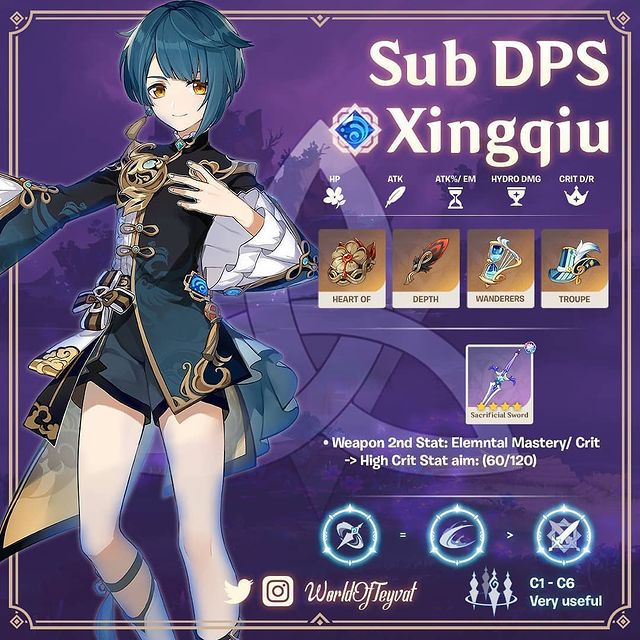 Sub DPS
Xingqiu
HP ATK ATK%/ EM HYDRO DMG CRIT D/R
HEART OF DEPTH WANDERERS TROUPE
Sacrificial Sword
• Weapon 2nd Stat: Elemntal Mastery/ Crit
-> High Crit Stat aim: (60/120)
= >
C1 - C6
Very useful
WorldOfTeyvat